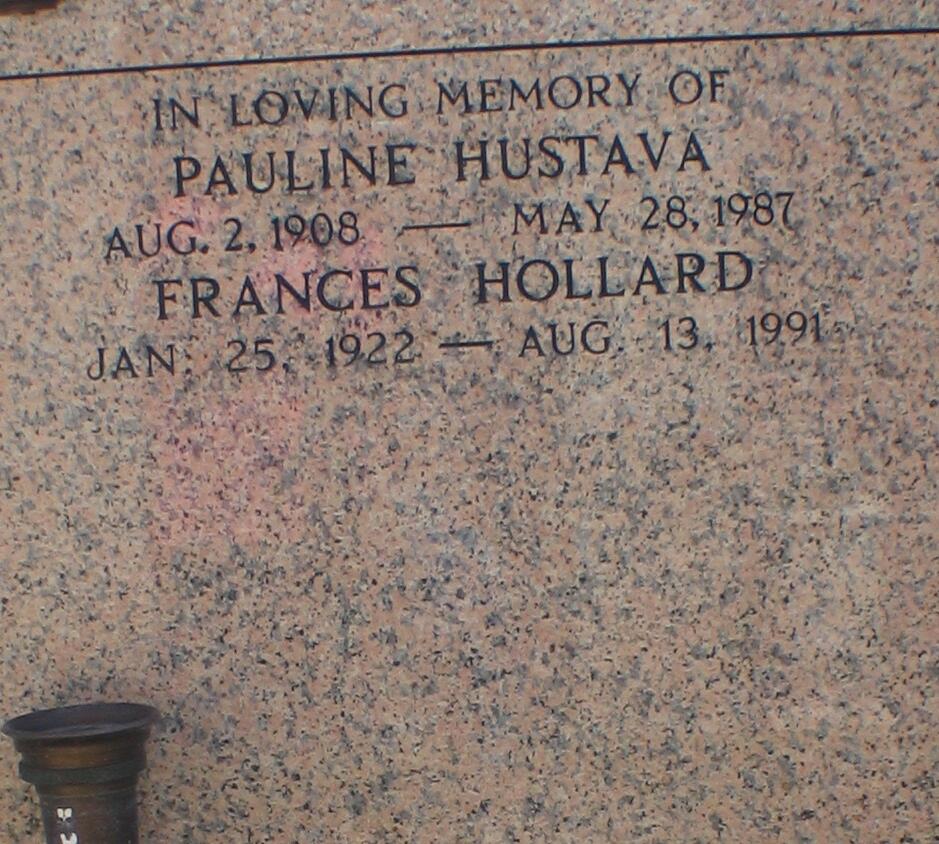 IN LOVING MEMORY OF
PAULINE HUSTAVA
AUG. 2, 1908 — MAY 28, 1987
FRANCES HOLLARD
JAN. 25, 1922 — AUG. 13, 1991